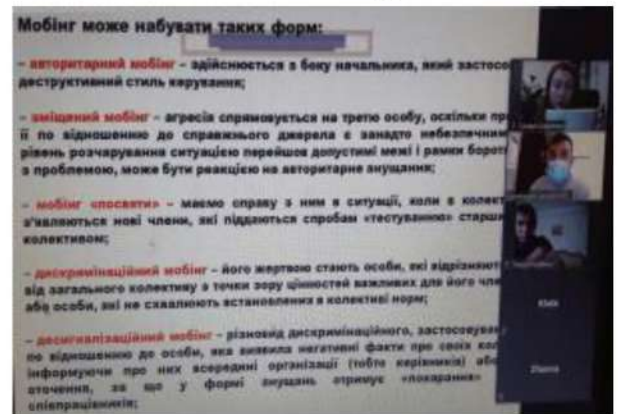 Мобінг може набувати таких форм:
– авторитарний мобінг – здійснюється з боку начальника, який застосо
деструктивний стиль керування;
– зміщений мобінг – агресія спрямовується на третю особу, оскільки пр
її по відношенню до справжнього джерела є занадто небезпечним
рівень розчарування ситуацією перейшов допустимі межі і рамки бороть
з проблемою, може бути реакцією на авторитарне знущання;
– мобінг «посвяти» – маємо справу з ним в ситуації, коли в колект
з'являються нові члени, які піддаються спробам «тестуванню» старши
колективом;
– дискримінаційний мобінг – його жертвою стають особи, які відрізняют
від загального колективу з точки зору цінностей важливих для його чле
або особи, які не схвалюють встановлених в колективі норм;
– десигналізаційний мобінг – різновид дискримінаційного, застосовуван
по відношенню до особи, яка виявила негативні факти про своїх кол
інформуючи про них всередині організації (тобто керівників) або
оточення, за що у формі знущань отримує «покарання»
співпрацівників;